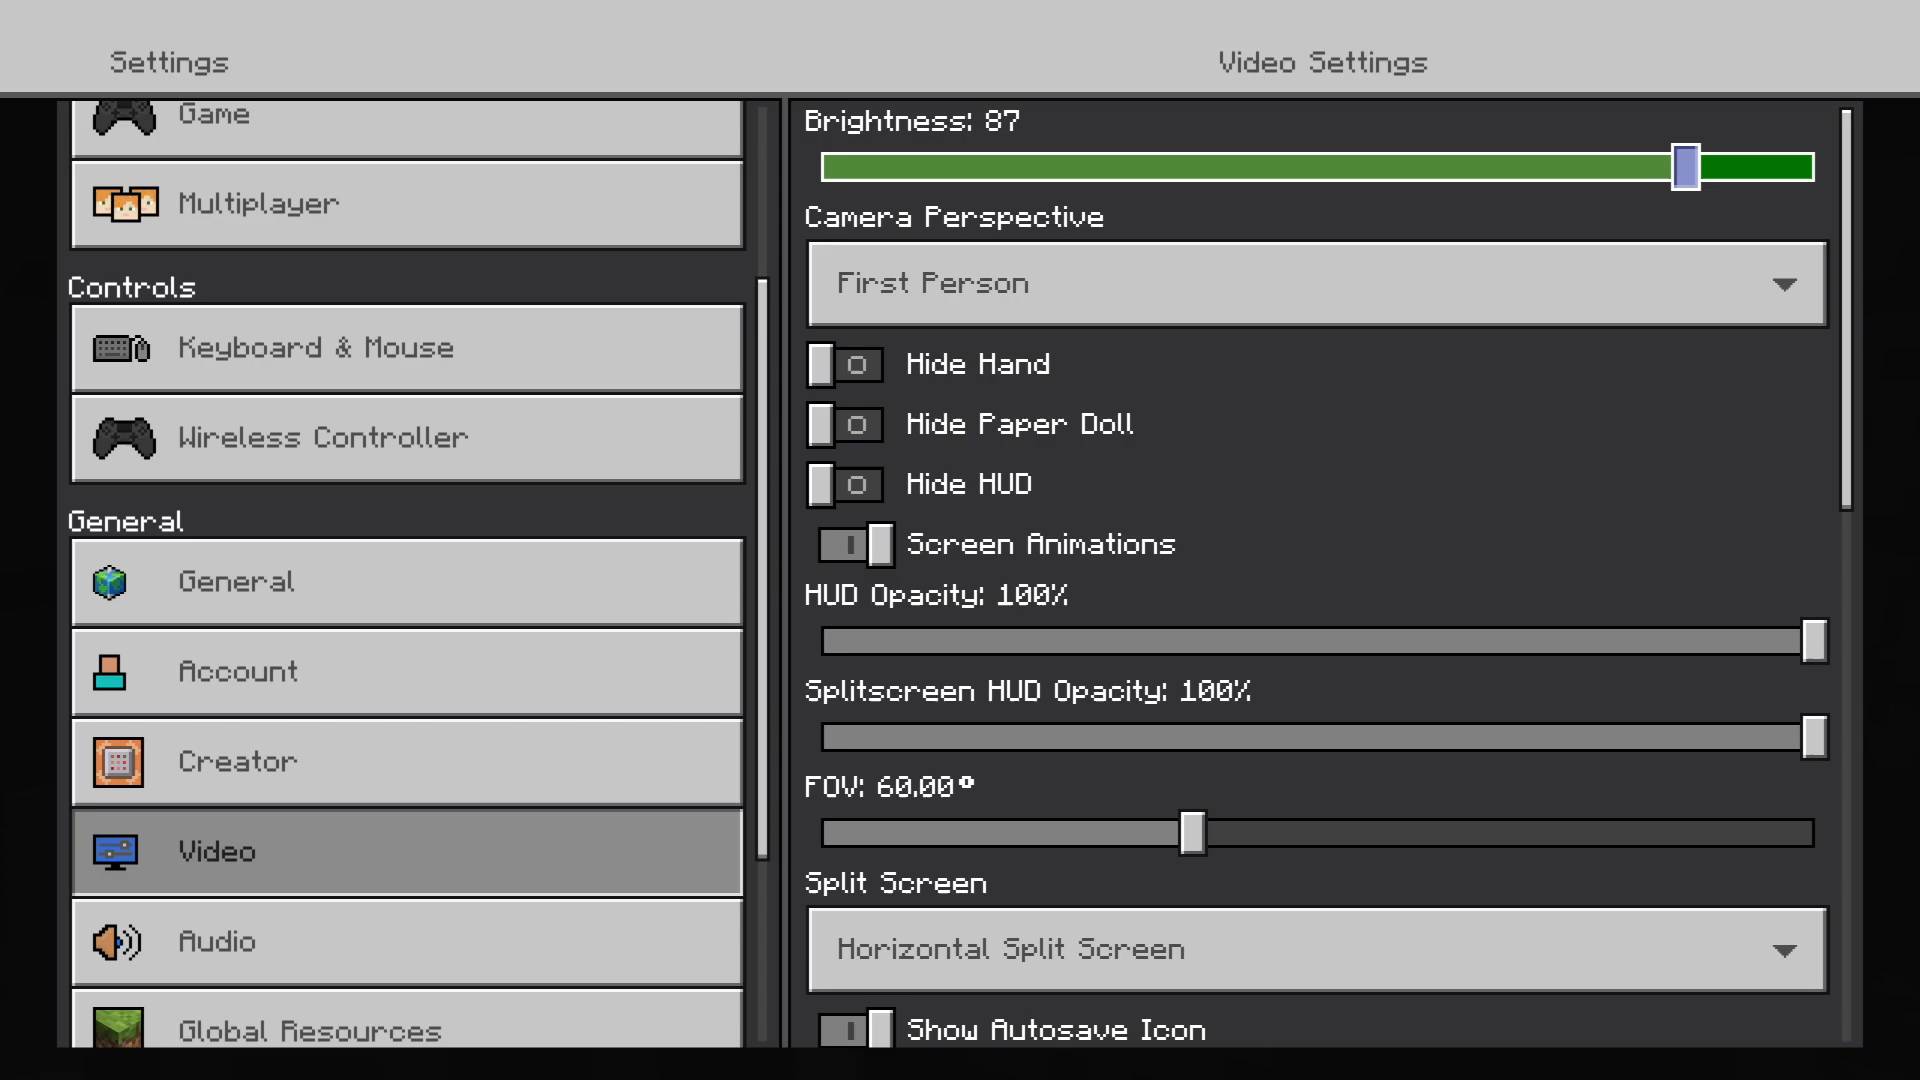 Settings
Video Settings
Game
Multiplayer
Controls
Keyboard & Mouse
Wireless Controller
General
General
Account
Creator
Video
Audio
Global Resources
Brightness: 87
Camera Perspective
First Person
Hide Hand
Hide Paper Doll
Hide HUD
Screen Animations
HUD Opacity: 100%
Splitscreen HUD Opacity: 100%
FOV: 60.00°
Split Screen
Horizontal Split Screen
Show Autosave Icon